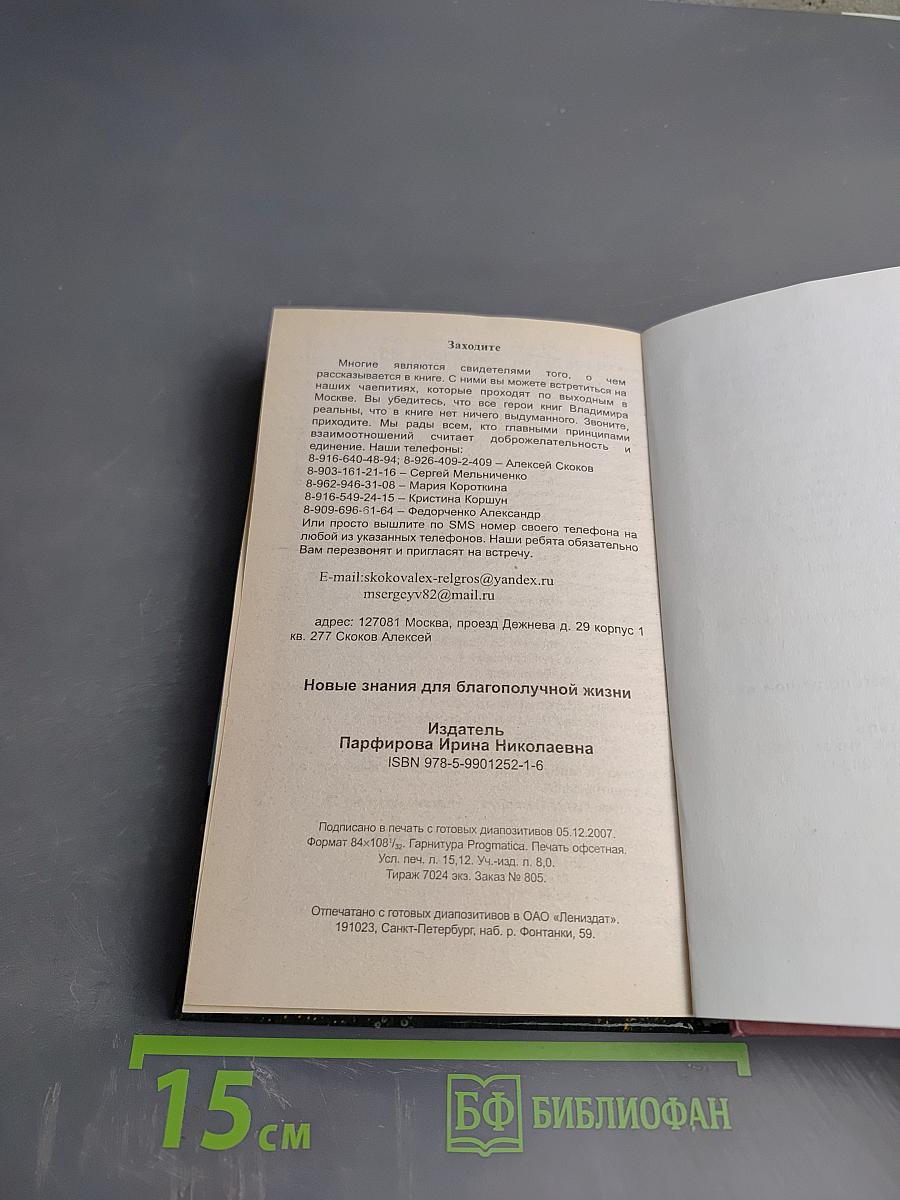 Заходите
Многие являются свидетелями того, о чем
рассказывается в книге. С ними вы можете встретиться на
наших чаепитиях, которые проходят по выходным в
Москве. Вы убедитесь, что все герои книг Владимира
реальны, что в книге нет ничего выдуманного. Звоните,
приходите. Мы рады всем, кто главными принципами
взаимоотношений считает доброжелательность и
единение. Наши телефоны:
8-916-640-48-94; 8-926-409-2-409 – Алексей Скоков
8-903-161-21-16 – Сергей Мельниченко
8-962-946-31-08 – Мария Короткина
8-916-549-24-15 – Кристина Коршун
8-909-696-61-64 – Федорченко Александр
Или просто вышлите по SMS номер своего телефона на
любой из указанных телефонов. Наши ребята обязательно
Вам перезвонят и пригласят на встречу.
E-mail:skokovalex-relgros@yandex.ru
msergeyv82@mail.ru
адрес: 127081 Москва, проезд Дежнева д. 29 корпус 1
кв. 277 Скоков Алексей
Новые знания для благополучной жизни
Издатель
Парфирова Ирина Николаевна
ISBN 978-5-9901252-1-6
Подписано в печать с готовых диапозитивов 05.12.2007.
Формат 84×108¹/₃₂. Гарнитура Progmatica. Печать офсетная.
Усл. печ. л. 15,12. Уч.-изд. л. 8,0.
Тираж 7024 экз. Заказ № 805.
Отпечатано с готовых диапозитивов в ОАО «Лениздат».
191023, Санкт-Петербург, наб. р. Фонтанки, 59.
15 см
БФ БИБЛИОФАН